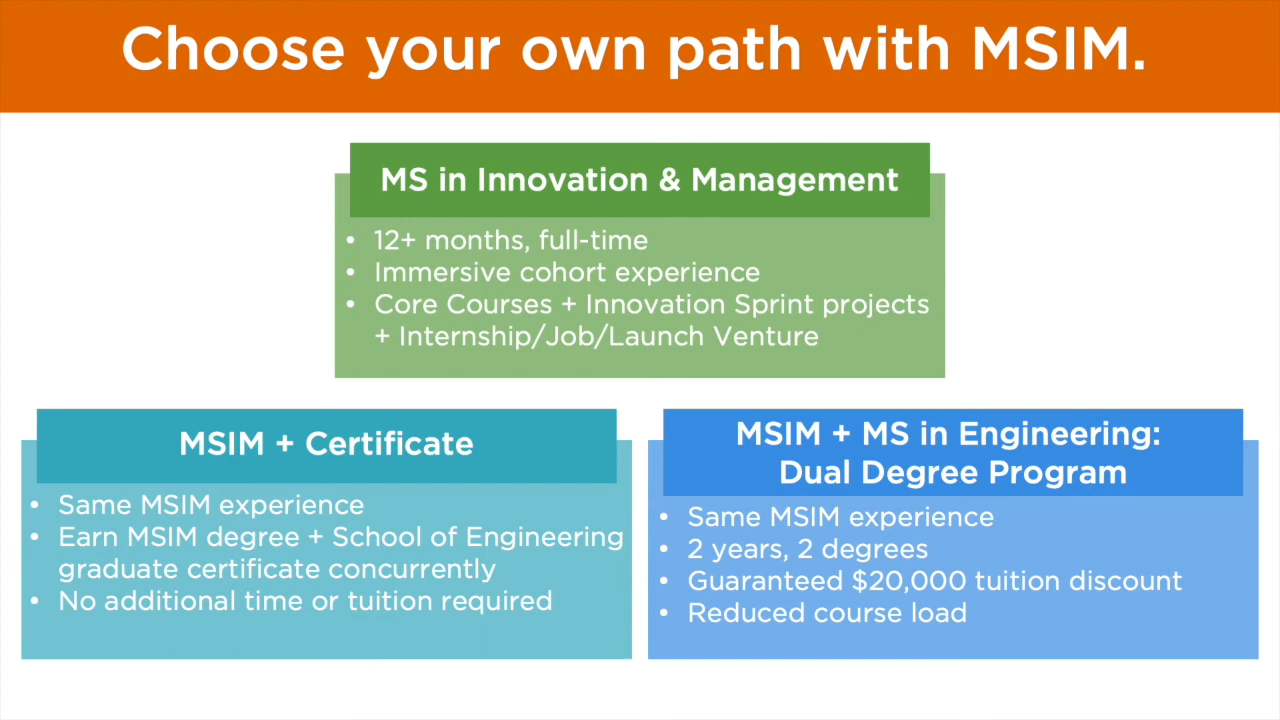 Choose your own path with MSIM.
MS in Innovation & Management
• 12+ months, full-time
• Immersive cohort experience
• Core Courses + Innovation Sprint projects
+ Internship/Job/Launch Venture
MSIM + Certificate
• Same MSIM experience
• Earn MSIM degree + School of Engineering
graduate certificate concurrently
• No additional time or tuition required
MSIM + MS in Engineering:
Dual Degree Program
• Same MSIM experience
• 2 years, 2 degrees
• Guaranteed $20,000 tuition discount
• Reduced course load